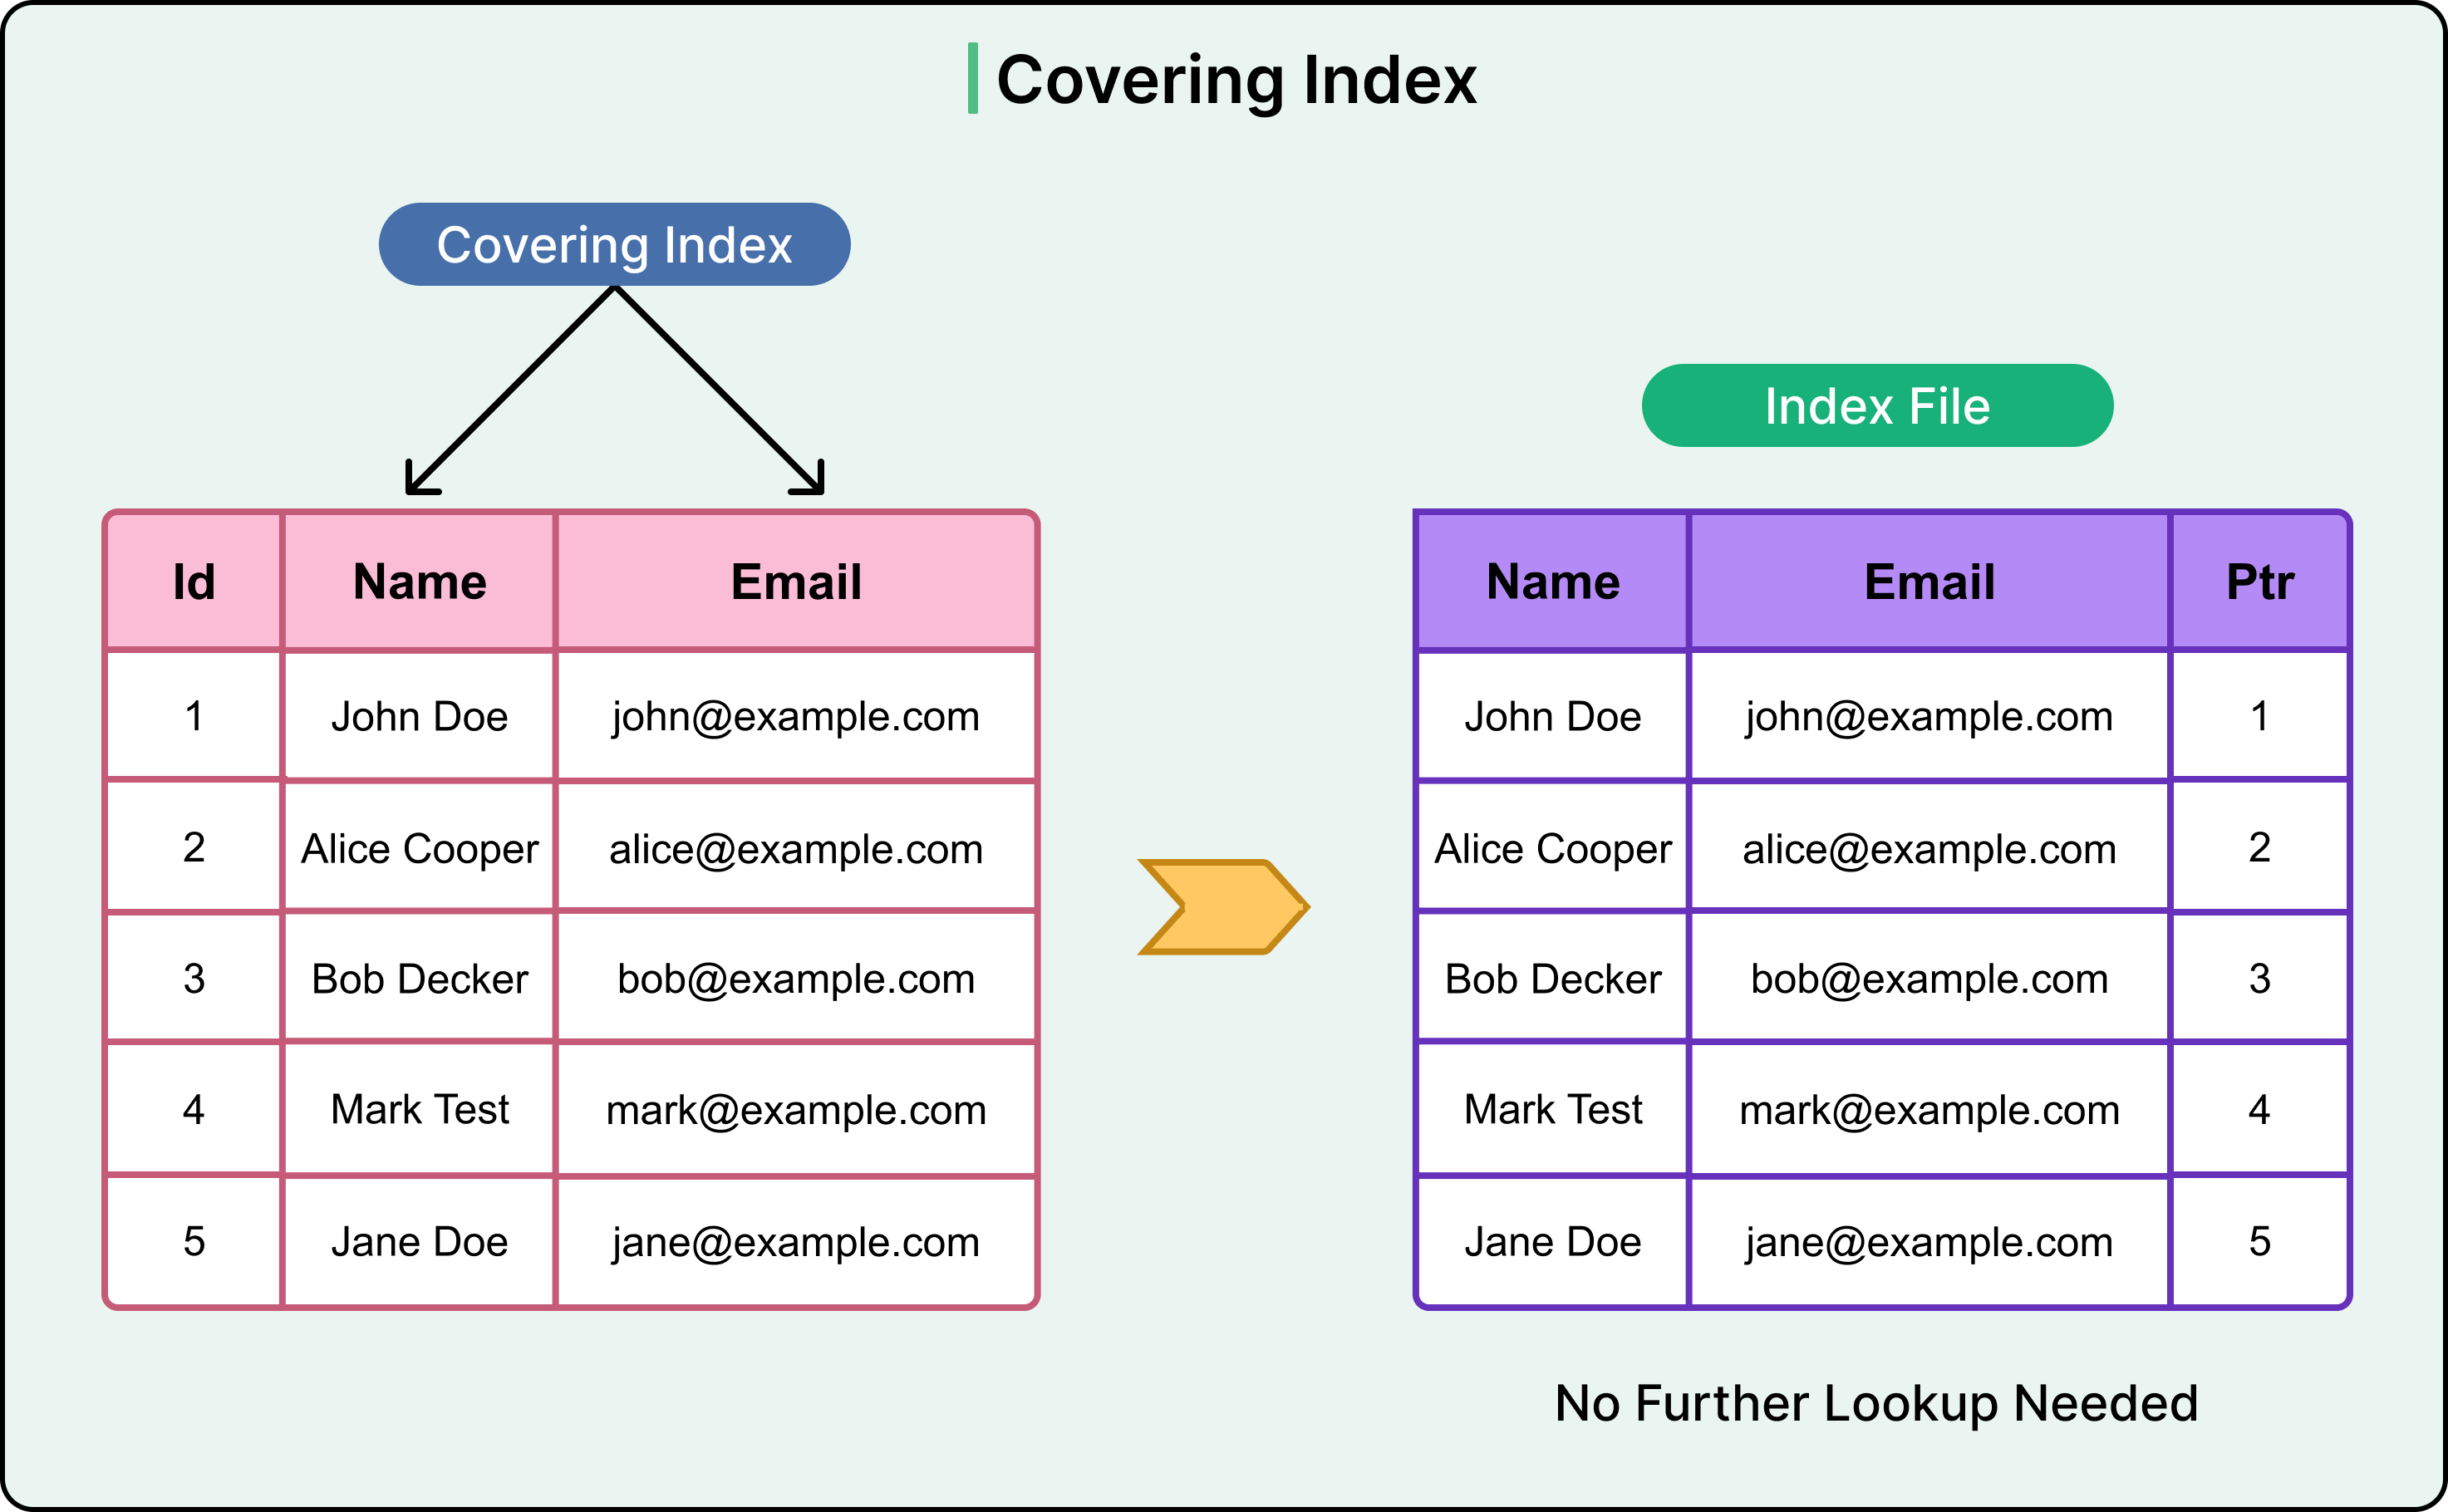 Covering Index
Covering Index
Index File
Id Name Email
1 John Doe john@example.com
2 Alice Cooper alice@example.com
3 Bob Decker bob@example.com
4 Mark Test mark@example.com
5 Jane Doe jane@example.com
Name Email Ptr
John Doe john@example.com 1
Alice Cooper alice@example.com 2
Bob Decker bob@example.com 3
Mark Test mark@example.com 4
Jane Doe jane@example.com 5
No Further Lookup Needed